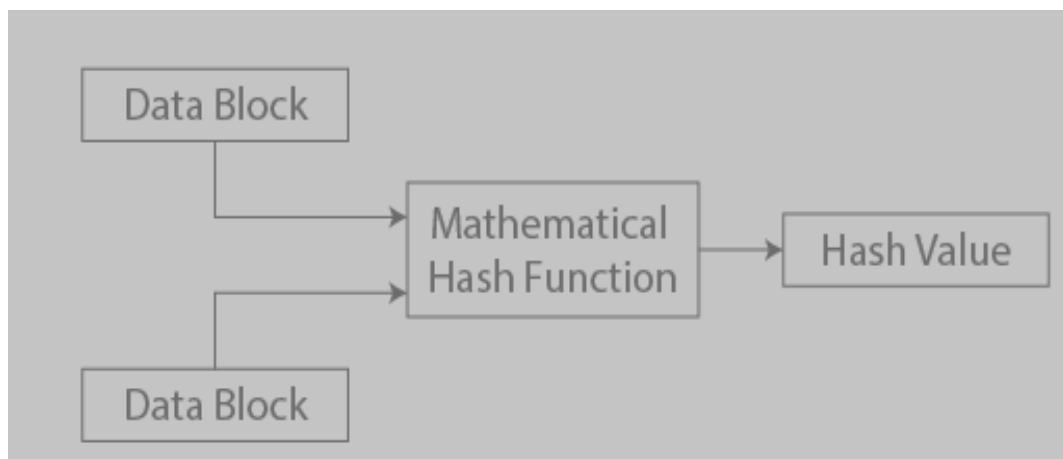 Data Block
Mathematical
Hash Function
Hash Value
Data Block